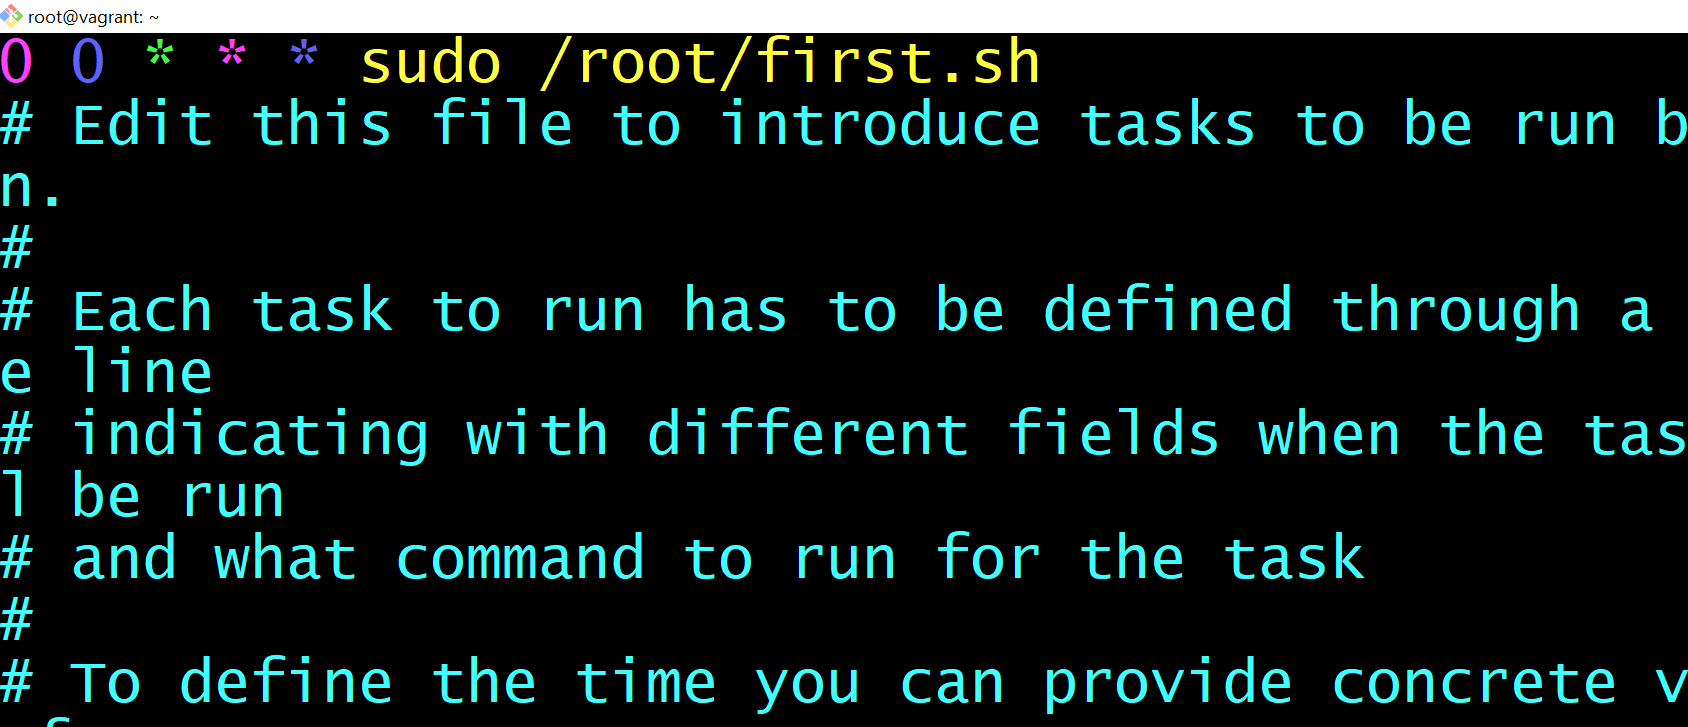 root@vagrant: ~
0 0 * * * sudo /root/first.sh
# Edit this file to introduce tasks to be run b
n.
#
# Each task to run has to be defined through a
e line
# indicating with different fields when the tas
l be run
# and what command to run for the task
#
# To define the time you can provide concrete v